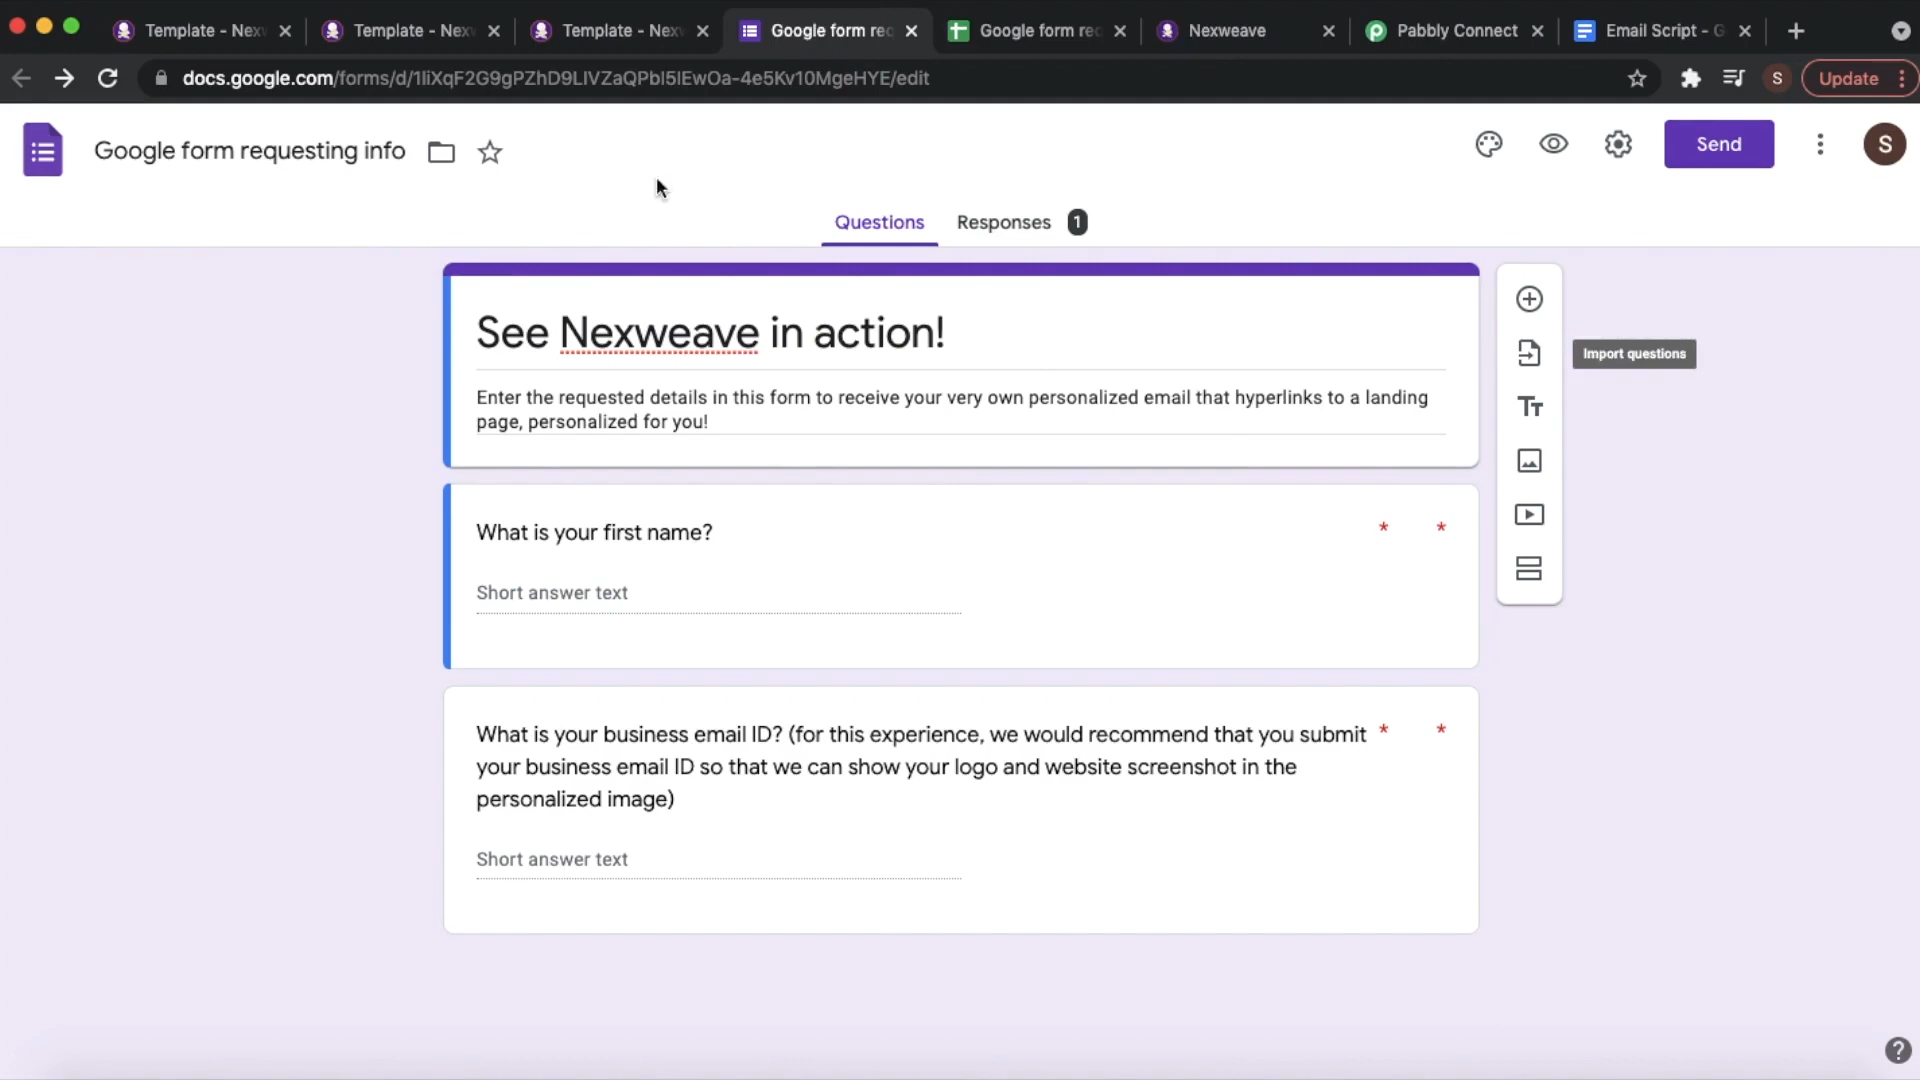 Template - Nexw
Template - Nexw
Template - Nexw
Google form rec
Google form rec
Nexweave
Pabbly Connect
Email Script - G
docs.google.com/forms/d/1IiXqF2G9gPZhD9LIVZaQPbI5IEwOa-4e5Kv10MgeHYE/edit
S
Update
Google form requesting info
Send
S
Questions
Responses 1
See Nexweave in action!
Import questions
Enter the requested details in this form to receive your very own personalized email that hyperlinks to a landing
page, personalized for you!
What is your first name? * *
Short answer text
What is your business email ID? (for this experience, we would recommend that you submit * *
your business email ID so that we can show your logo and website screenshot in the
personalized image)
Short answer text